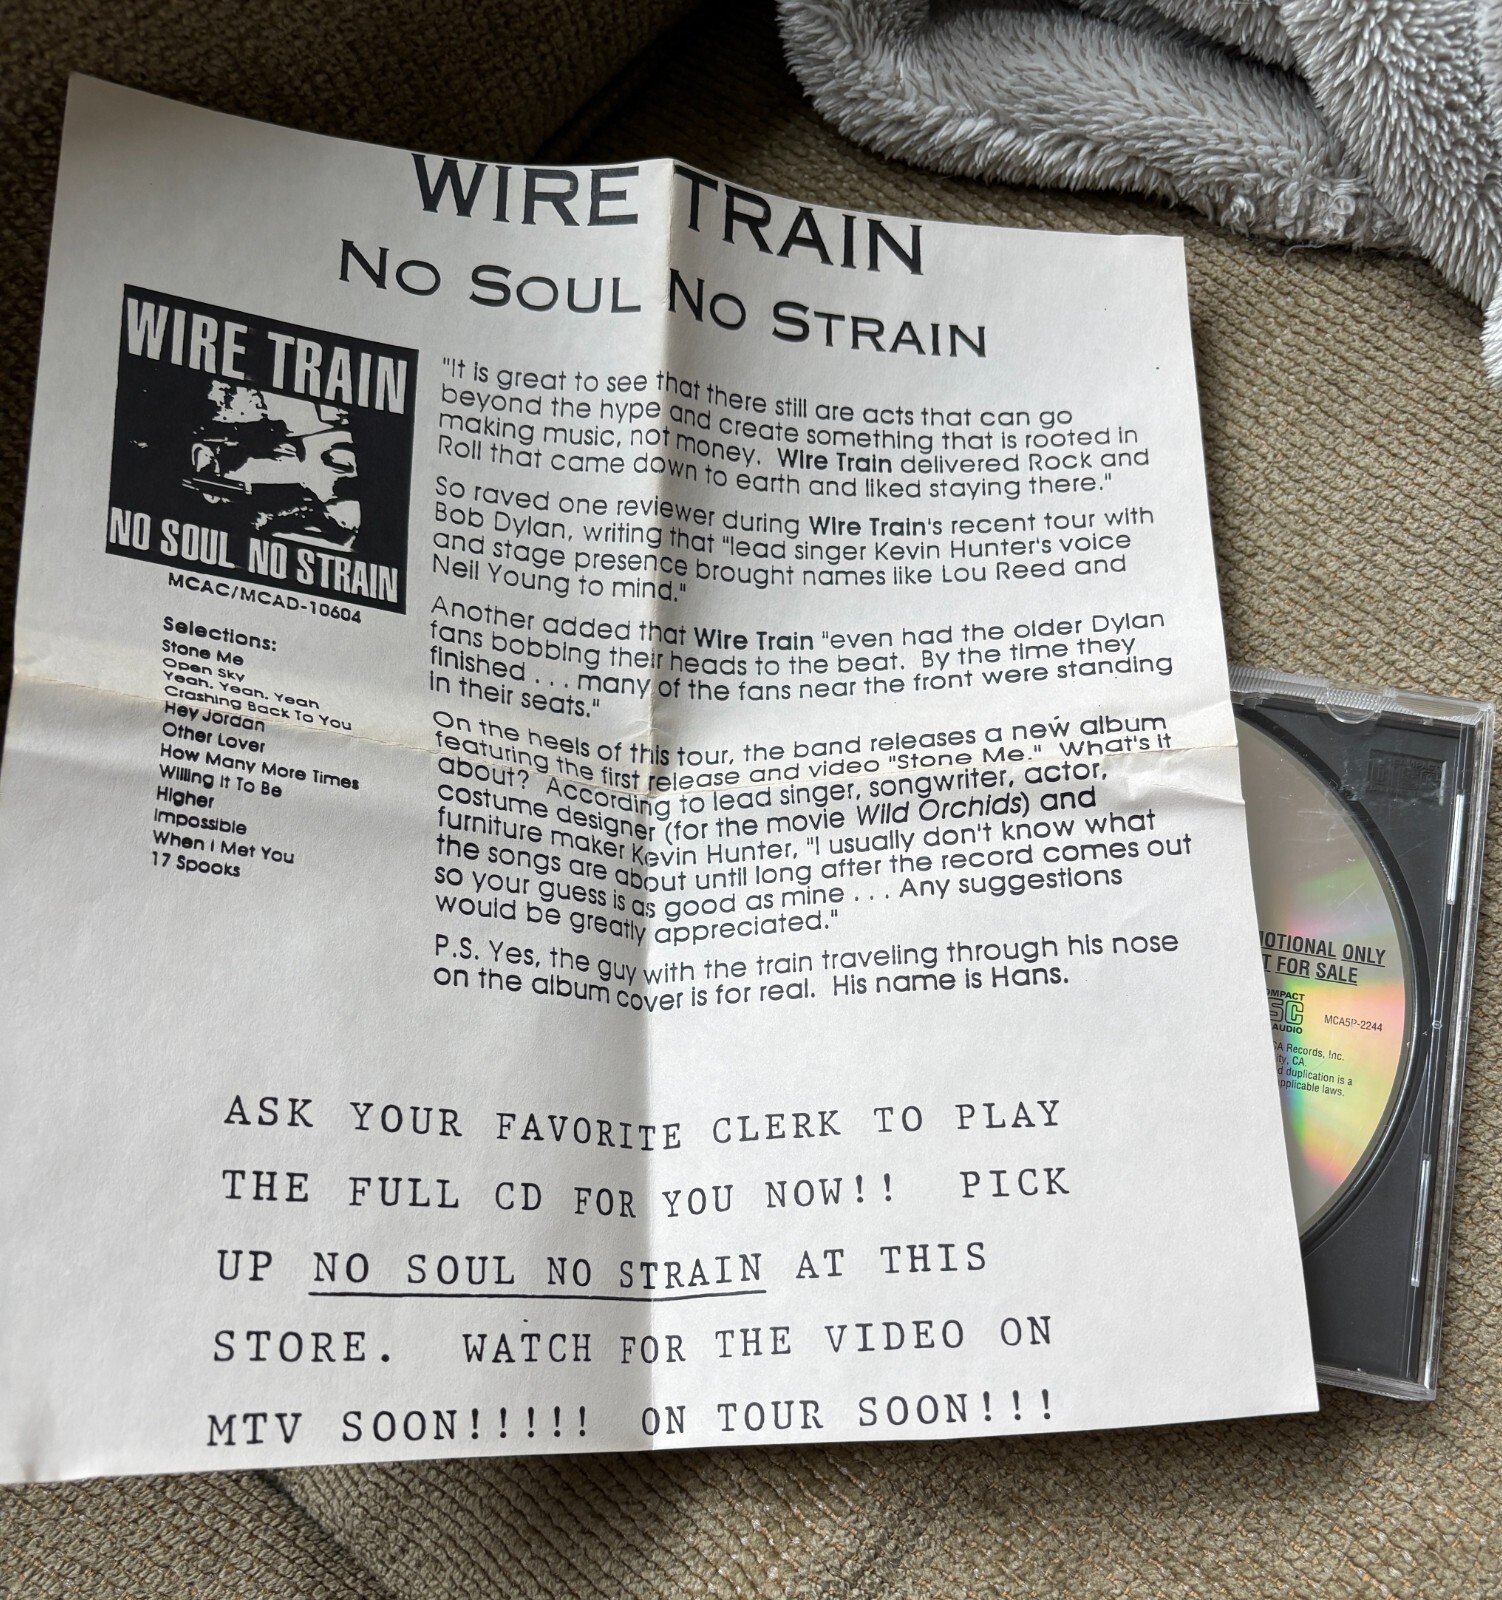 WIRE TRAIN
NO SOUL NO STRAIN
WIRE TRAIN
NO SOUL NO STRAIN
MCAC/MCAD-10604
Selections:
Stone Me
Open Sky
Yeah, Yeah, Yeah
Crashing Back To You
Hey Jordan
Other Lover
How Many More Times
Willing It To Be
Higher
Impossible
When I Met You
17 Spooks
"It is great to see that there still are acts that can go
beyond the hype and create something that is rooted in
making music, not money. Wire Train delivered Rock and
Roll that came down to earth and liked staying there."
So raved one reviewer during Wire Train's recent tour with
Bob Dylan, writing that "lead singer Kevin Hunter's voice
and stage presence brought names like Lou Reed and
Neil Young to mind."
Another added that Wire Train "even had the older Dylan
fans bobbing their heads to the beat. By the time they
finished . . . many of the fans near the front were standing
in their seats."
On the heels of this tour, the band releases a new album
featuring the first release and video "Stone Me." What's it
about? According to lead singer, songwriter, actor,
costume designer (for the movie Wild Orchids) and
furniture maker Kevin Hunter, "I usually don't know what
the songs are about until long after the record comes out
so your guess is as good as mine . . . Any suggestions
would be greatly appreciated."
P.S. Yes, the guy with the train traveling through his nose
on the album cover is for real. His name is Hans.
ASK YOUR FAVORITE CLERK TO PLAY
THE FULL CD FOR YOU NOW!! PICK
UP NO SOUL NO STRAIN AT THIS
STORE. WATCH FOR THE VIDEO ON
MTV SOON!!!!! ON TOUR SOON!!!
OTIONAL ONLY
T FOR SALE
OMPACT
SC
AUDIO
MCA5P-2244
CA Records, Inc.
ity, CA.
d duplication is a
pplicable laws.